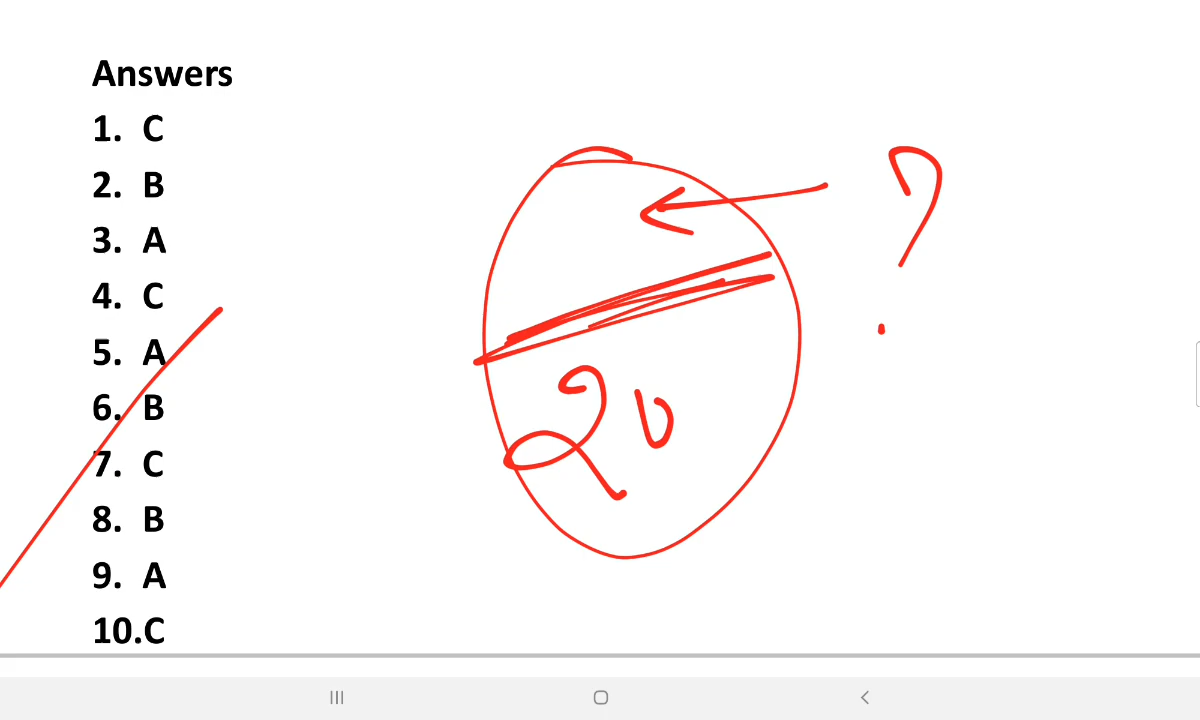 Answers
1. C
2. B
3. A
4. C
5. A
6. B
7. C
8. B
9. A
10.C
?
20